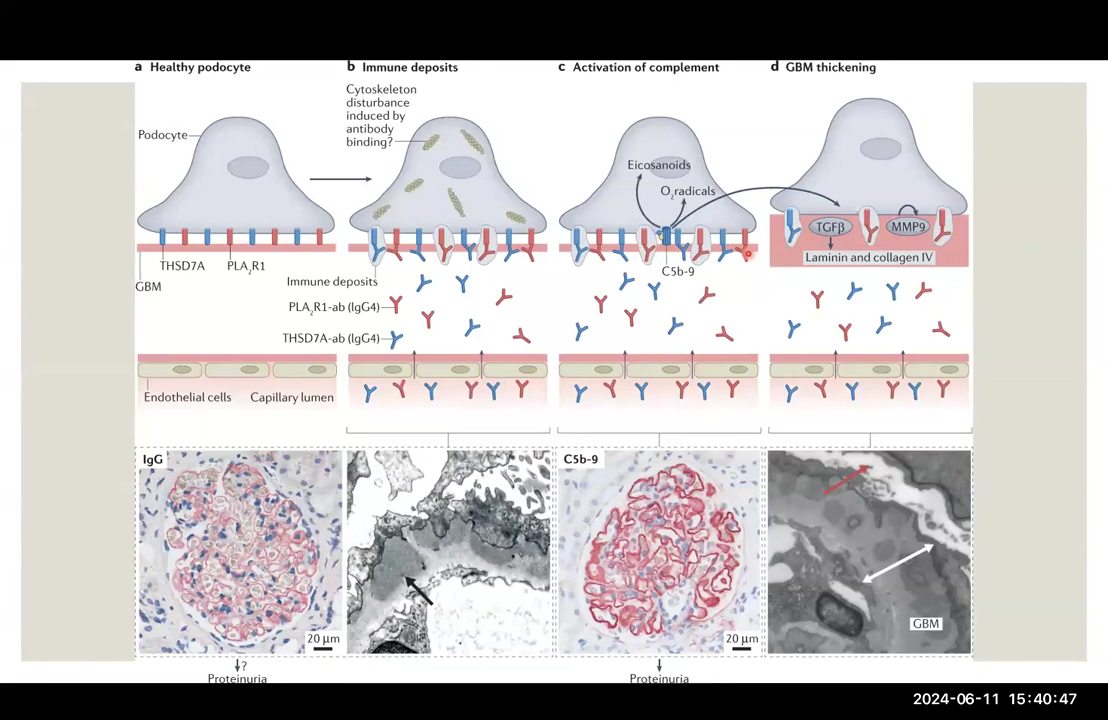 a Healthy podocyte
b Immune deposits
c Activation of complement
d GBM thickening
Podocyte
THSD7A
PLA₂R1
GBM
Endothelial cells
Capillary lumen
Cytoskeleton
disturbance
induced by
antibody
binding?
Immune deposits
PLA₂R1-ab (IgG4)
THSD7A-ab (IgG4)
Eicosanoids
O₂radicals
C5b-9
TGFβ
MMP9
Laminin and collagen IV
IgG
20 μm
C5b-9
20 μm
GBM
?
Proteinuria
Proteinuria
2024-06-11 15:40:47